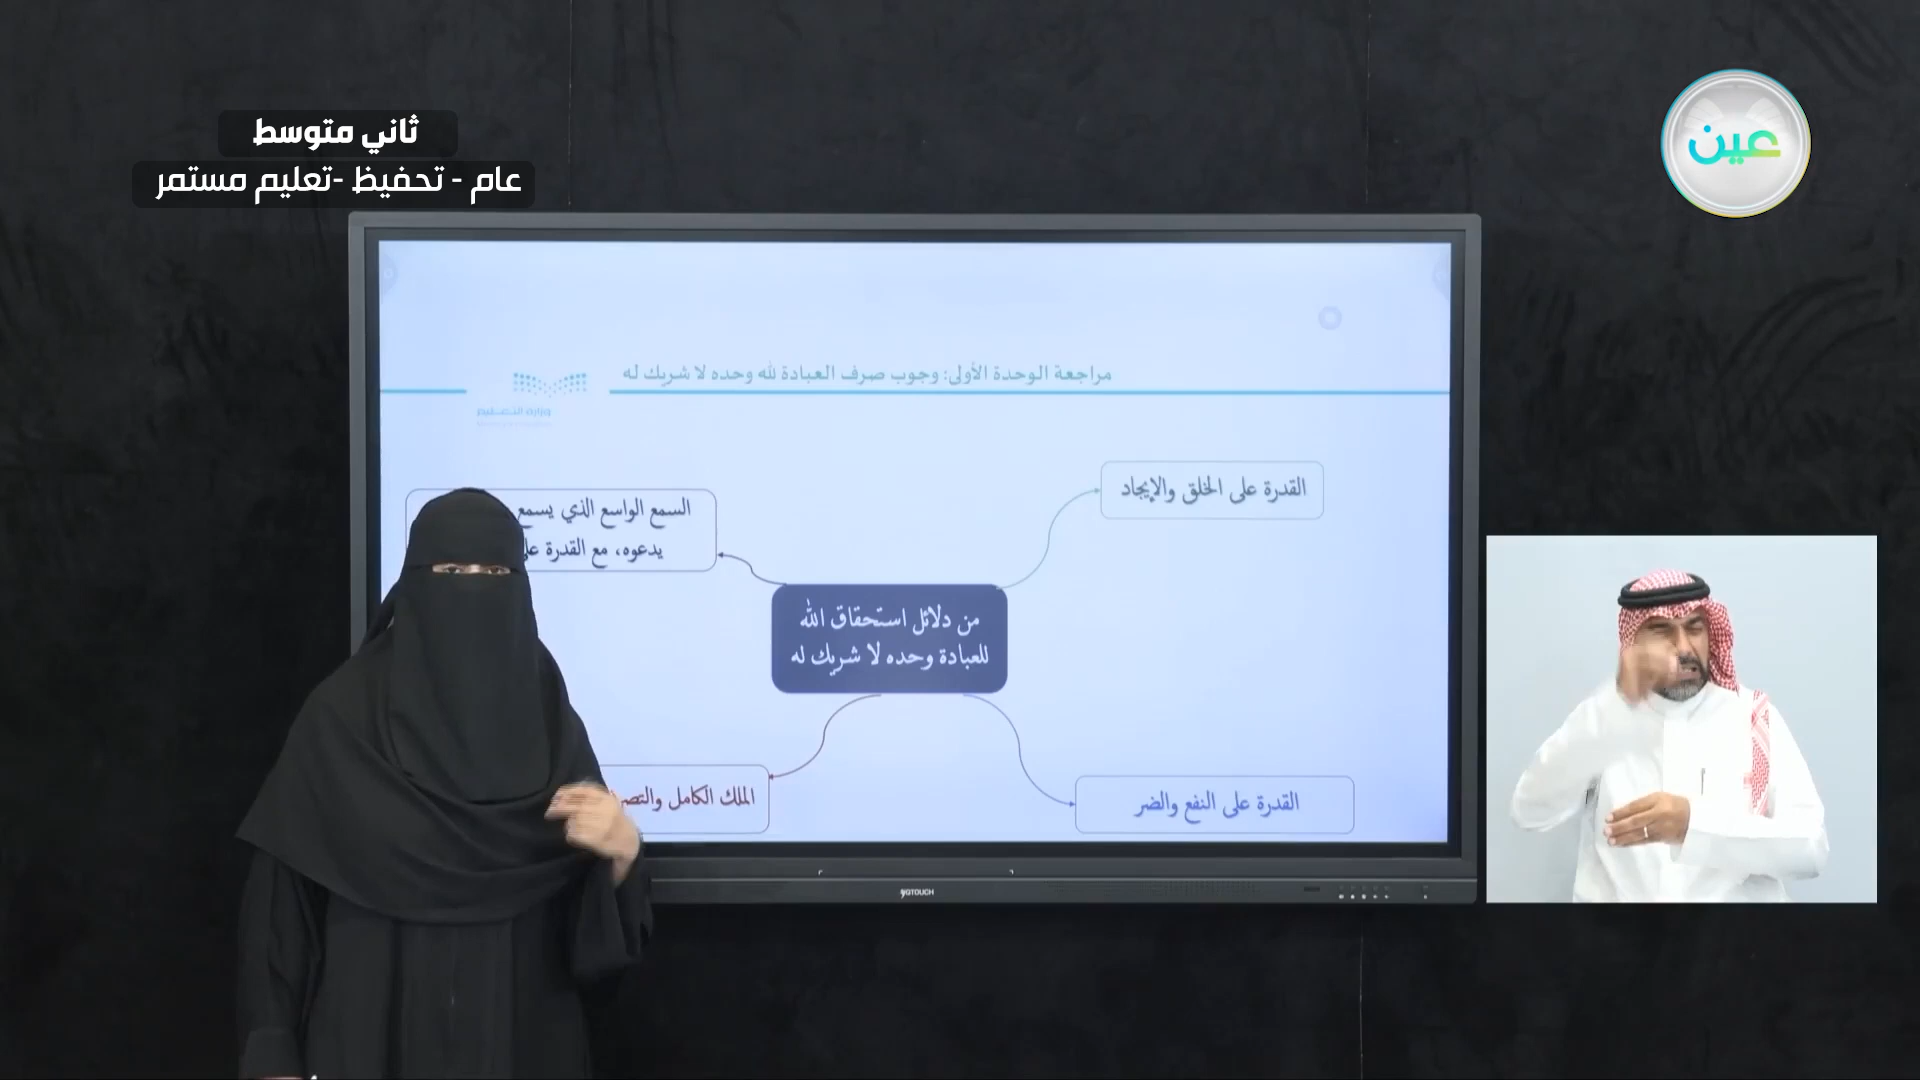 ثاني متوسط
عام - تحفيظ -تعليم مستمر
عين
مراجعة الوحدة الأولى: وجوب صرف العبادة لله وحده لا شريك له
وزارة التعليم
القدرة على الخلق والإيجاد
السمع الواسع الذي يسمع
يدعوه، مع القدرة
من دلائل استحقاق الله
للعبادة وحده لا شريك له
القدرة على النفع والضر
الملك الكامل